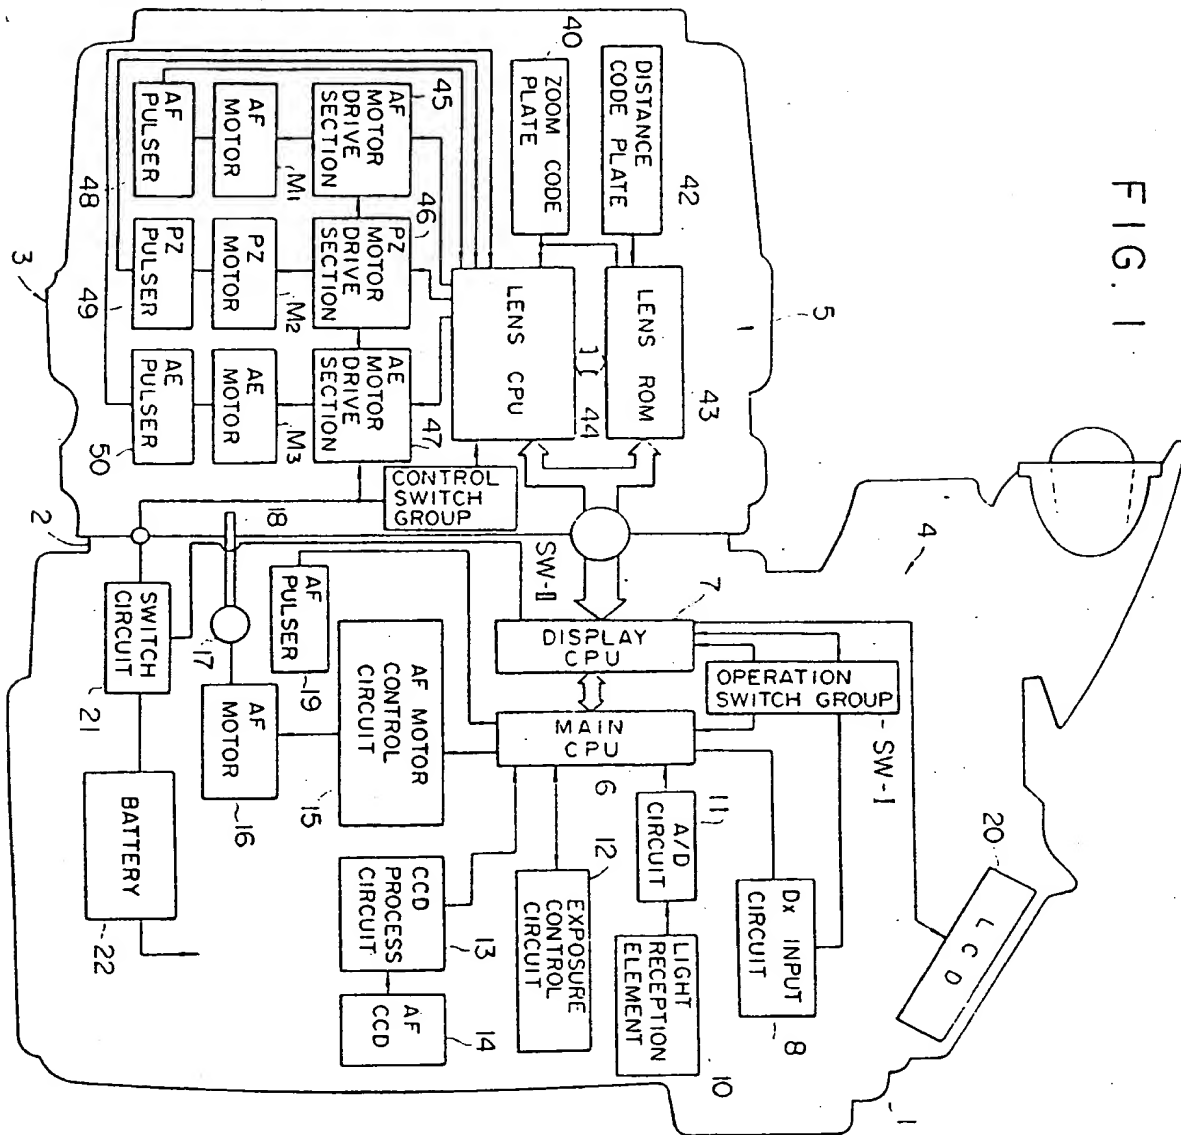 FIG. 1
40
ZOOM CODE
PLATE
DISTANCE
CODE PLATE
42
45
AF
MOTOR
DRIVE
SECTION
AF
MOTOR
M1
AF
PULSER
48
46
PZ
MOTOR
DRIVE
SECTION
PZ
MOTOR
M2
PZ
PULSER
49
AE
MOTOR
DRIVE
SECTION
47
AE
MOTOR
M3
AE
PULSER
50
LENS CPU
44
LENS ROM
43
5
1
3
2
CONTROL
SWITCH
GROUP
SW-II
18
4
7
DISPLAY
CPU
MAIN
CPU
6
OPERATION
SWITCH GROUP
SW-I
AF
PULSER
19
17
SWITCH
CIRCUIT
21
AF
MOTOR
16
AF MOTOR
CONTROL
CIRCUIT
15
BATTERY
22
CCD
PROCESS
CIRCUIT
13
AF
CCD
14
12
EXPOSURE
CONTROL
CIRCUIT
11
A/D
CIRCUIT
LIGHT
RECEPTION
ELEMENT
10
Dx INPUT
CIRCUIT
8
20
LCD
1